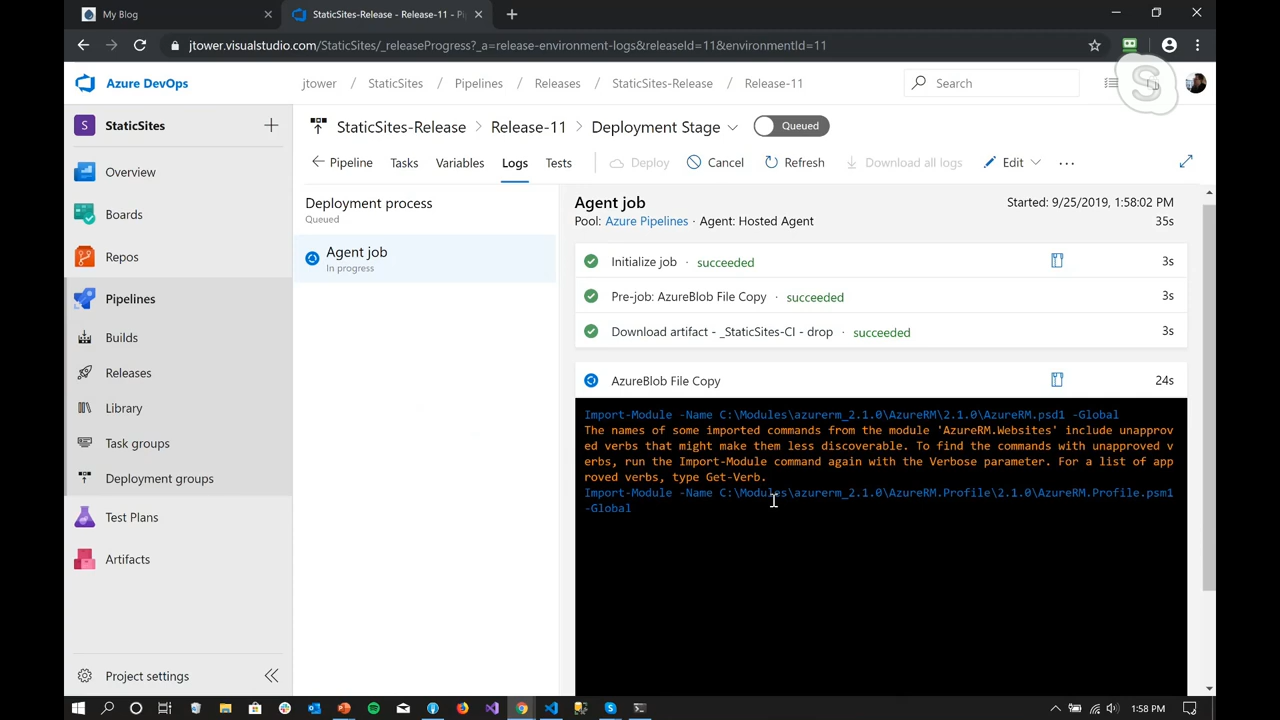 My Blog
StaticSites-Release - Release-11 - Pi
jtower.visualstudio.com/StaticSites/_releaseProgress?_a=release-environment-logs&releaseId=11&environmentId=11
Azure DevOps
jtower / StaticSites / Pipelines / Releases / StaticSites-Release / Release-11
Search
S
StaticSites
StaticSites-Release > Release-11 > Deployment Stage
Queued
Pipeline
Tasks
Variables
Logs
Tests
Deploy
Cancel
Refresh
Download all logs
Edit
...
Overview
Boards
Repos
Pipelines
Builds
Releases
Library
Task groups
Deployment groups
Test Plans
Artifacts
Project settings
Deployment process
Queued
Agent job
In progress
Agent job
Started: 9/25/2019, 1:58:02 PM
Pool: Azure Pipelines · Agent: Hosted Agent
35s
Initialize job · succeeded
3s
Pre-job: AzureBlob File Copy · succeeded
3s
Download artifact - _StaticSites-CI - drop · succeeded
3s
AzureBlob File Copy
24s
Import-Module -Name C:\Modules\azurerm_2.1.0\AzureRM\2.1.0\AzureRM.psd1 -Global
The names of some imported commands from the module 'AzureRM.Websites' include unapprov
ed verbs that might make them less discoverable. To find the commands with unapproved v
erbs, run the Import-Module command again with the Verbose parameter. For a list of app
roved verbs, type Get-Verb.
Import-Module -Name C:\Modules\azurerm_2.1.0\AzureRM.Profile\2.1.0\AzureRM.Profile.psm1
-Global
1:58 PM